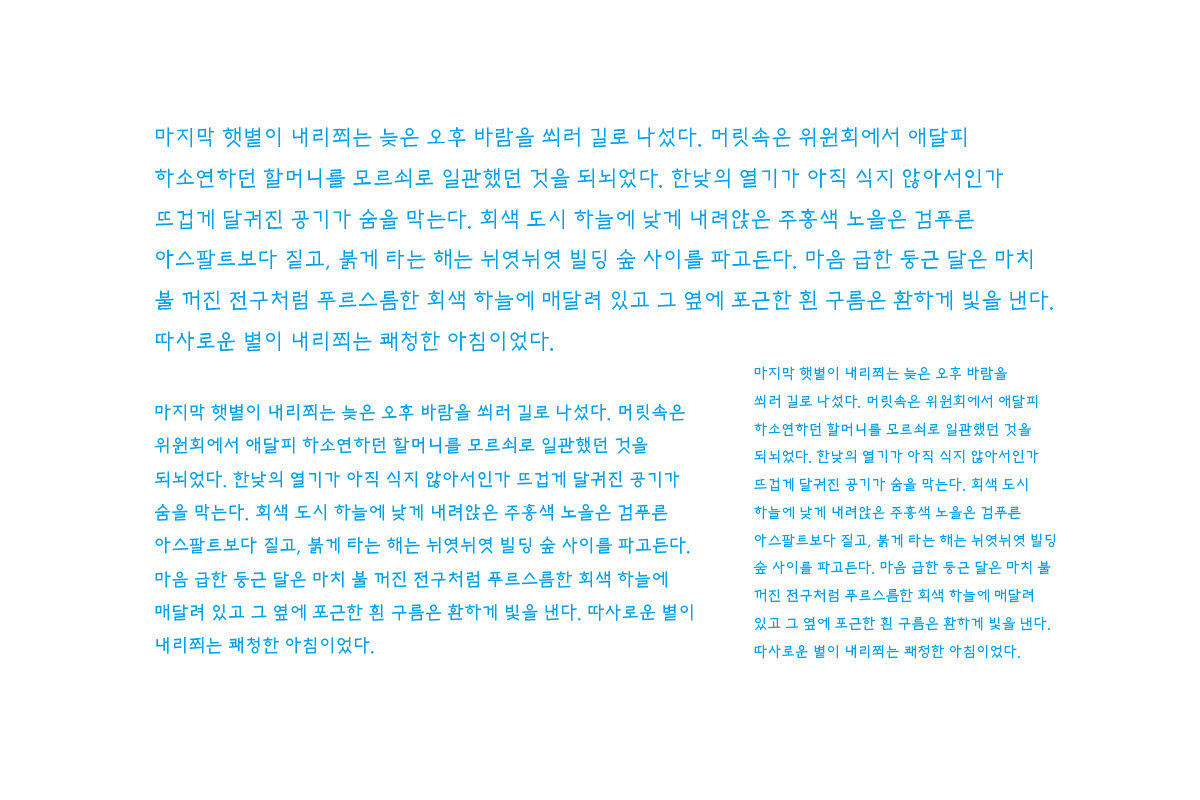 마지막 햇볕이 내리쬐는 늦은 오후 바람을 쐬러 길로 나섰다. 머릿속은 위원회에서 애달피
하소연하던 할머니를 모르쇠로 일관했던 것을 되뇌었다. 한낮의 열기가 아직 식지 않아서인가
뜨겁게 달궈진 공기가 숨을 막는다. 회색 도시 하늘에 낮게 내려앉은 주홍색 노을은 검푸른
아스팔트보다 짙고, 붉게 타는 해는 뉘엿뉘엿 빌딩 숲 사이를 파고든다. 마음 급한 둥근 달은 마치
불 꺼진 전구처럼 푸르스름한 회색 하늘에 매달려 있고 그 옆에 포근한 흰 구름은 환하게 빛을 낸다.
따사로운 볕이 내리쬐는 쾌청한 아침이었다.
마지막 햇볕이 내리쬐는 늦은 오후 바람을 쐬러 길로 나섰다. 머릿속은
위원회에서 애달피 하소연하던 할머니를 모르쇠로 일관했던 것을
되뇌었다. 한낮의 열기가 아직 식지 않아서인가 뜨겁게 달궈진 공기가
숨을 막는다. 회색 도시 하늘에 낮게 내려앉은 주홍색 노을은 검푸른
아스팔트보다 짙고, 붉게 타는 해는 뉘엿뉘엿 빌딩 숲 사이를 파고든다.
마음 급한 둥근 달은 마치 불 꺼진 전구처럼 푸르스름한 회색 하늘에
매달려 있고 그 옆에 포근한 흰 구름은 환하게 빛을 낸다. 따사로운 볕이
내리쬐는 쾌청한 아침이었다.
마지막 햇볕이 내리쬐는 늦은 오후 바람을
쐬러 길로 나섰다. 머릿속은 위원회에서 애달피
하소연하던 할머니를 모르쇠로 일관했던 것을
되뇌었다. 한낮의 열기가 아직 식지 않아서인가
뜨겁게 달궈진 공기가 숨을 막는다. 회색 도시
하늘에 낮게 내려앉은 주홍색 노을은 검푸른
아스팔트보다 짙고, 붉게 타는 해는 뉘엿뉘엿 빌딩
숲 사이를 파고든다. 마음 급한 둥근 달은 마치 불
꺼진 전구처럼 푸르스름한 회색 하늘에 매달려
있고 그 옆에 포근한 흰 구름은 환하게 빛을 낸다.
따사로운 볕이 내리쬐는 쾌청한 아침이었다.